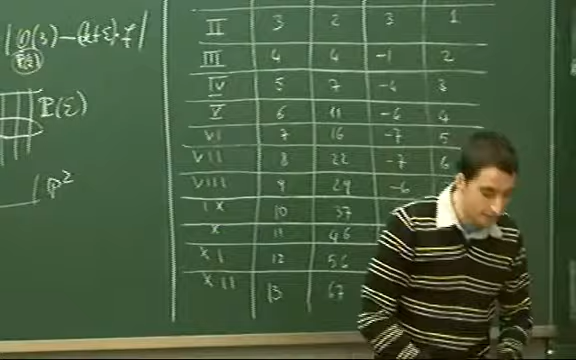 II 3 2 3 1
III 4 4 -1 2
IV 5 7 -4 3
V 6 11 -6 4
VI 7 16 -7 5
VII 8 22 -7 6
VIII 9 29 -6
IX 10 37
X 11 46
XI 12 56
XII 13 67
P(ε)
P²